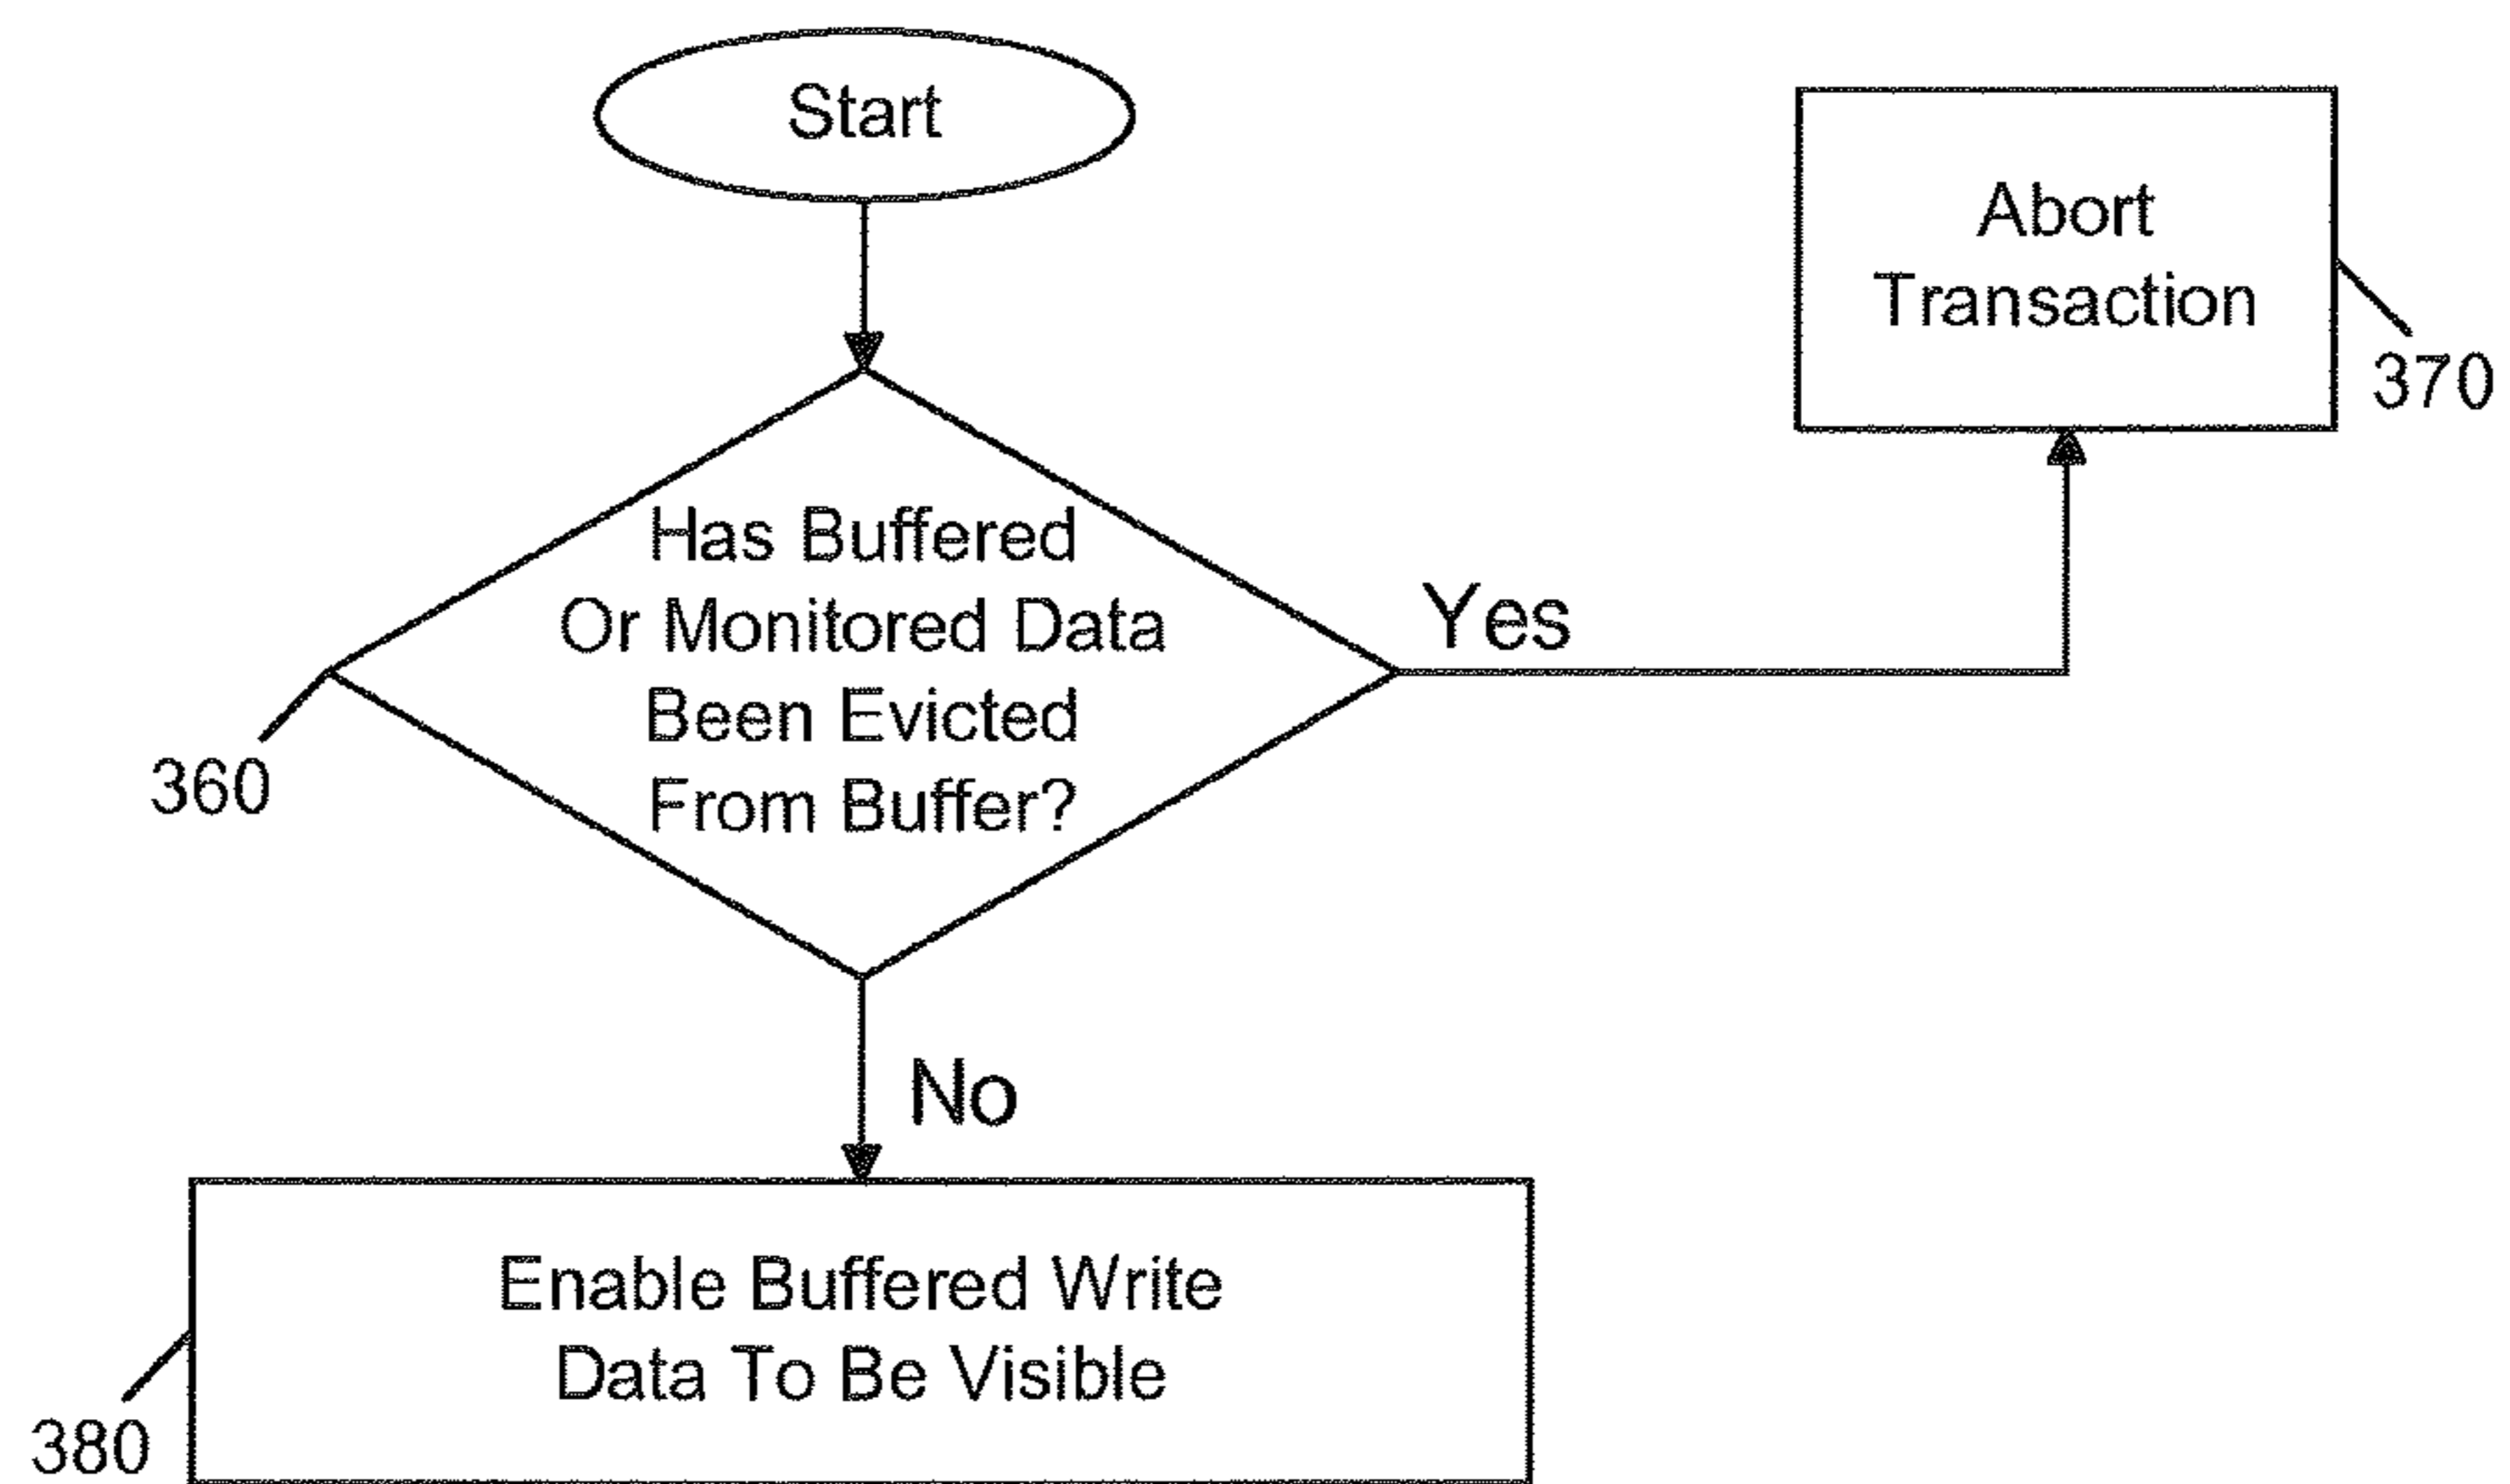 Start
Abort
Transaction
370
Has Buffered
Or Monitored Data
Been Evicted
From Buffer?
Yes
360
No
Enable Buffered Write
Data To Be Visible
380